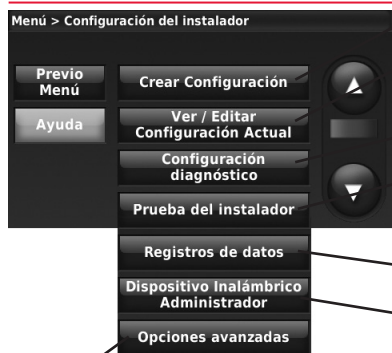 Menú > Configuración del instalador
Previo
Menú
Ayuda
Crear Configuración
Ver / Editar
Configuración Actual
Configuración
diagnóstico
Prueba del instalador
Registros de datos
Dispositivo Inalámbrico
Administrador
Opciones avanzadas